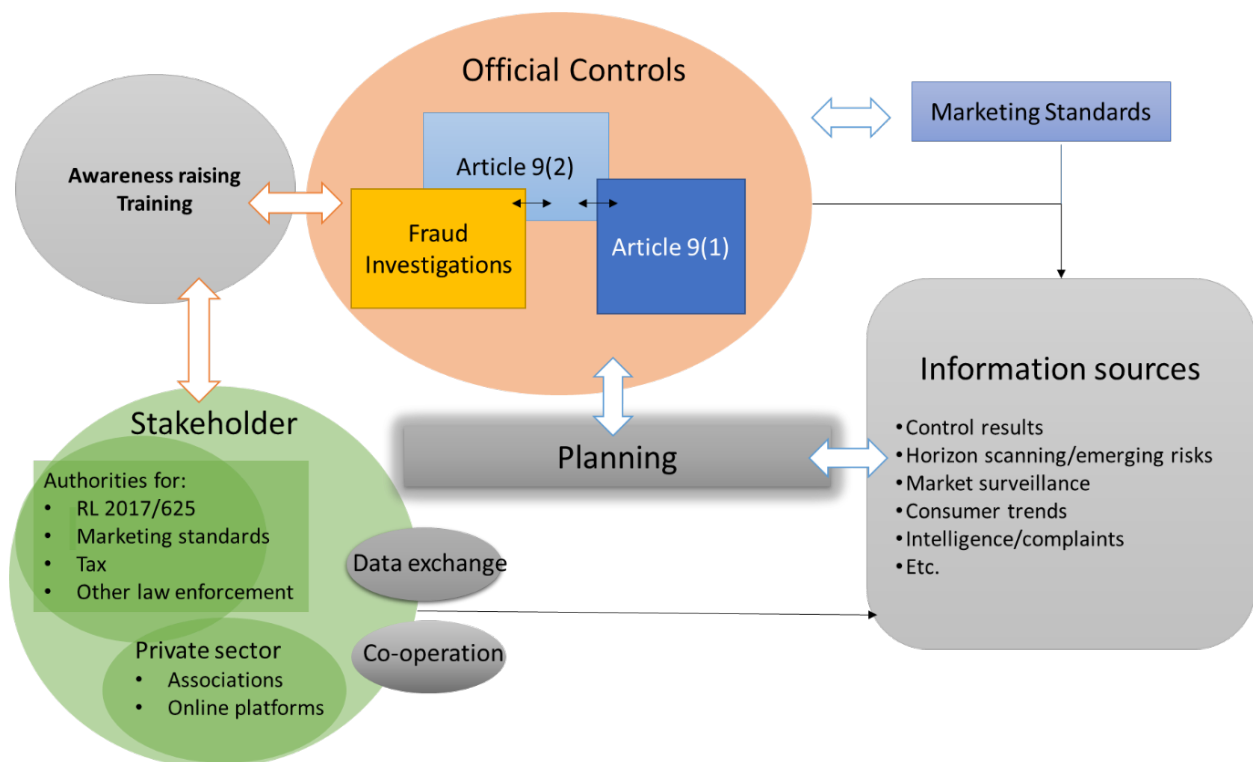 Official Controls
Marketing Standards
Article 9(2)
Awareness raising
Training
Fraud
Investigations
Article 9(1)
Information sources
•Control results
•Horizon scanning/emerging risks
•Market surveillance
•Consumer trends
•Intelligence/complaints
•Etc.
Planning
Stakeholder
Authorities for:
• RL 2017/625
• Marketing standards
• Tax
• Other law enforcement
Data exchange
Co-operation
Private sector
• Associations
• Online platforms